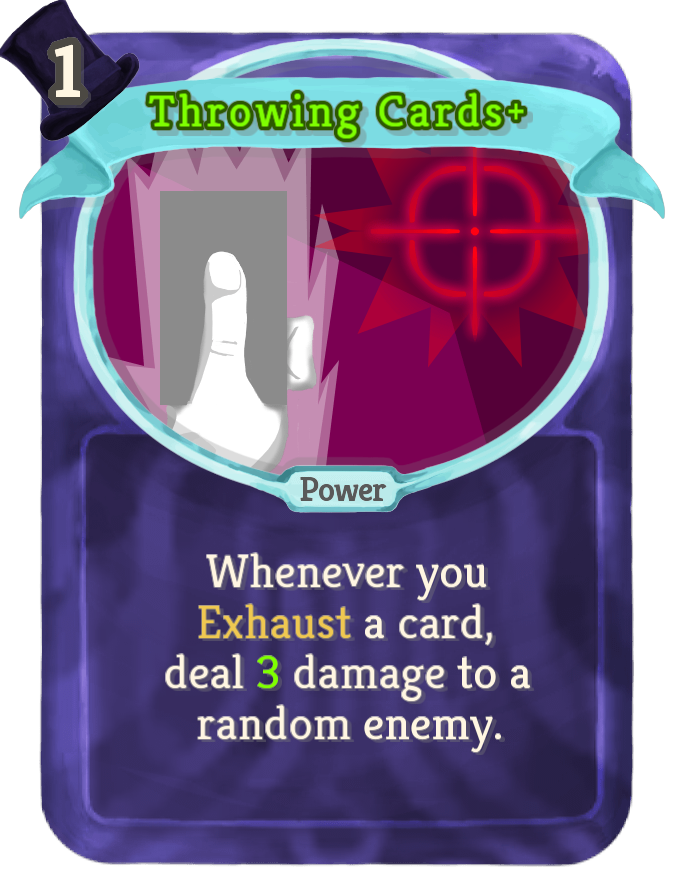 1
Throwing Cards+
Power
Whenever you
Exhaust a card,
deal 3 damage to a
random enemy.